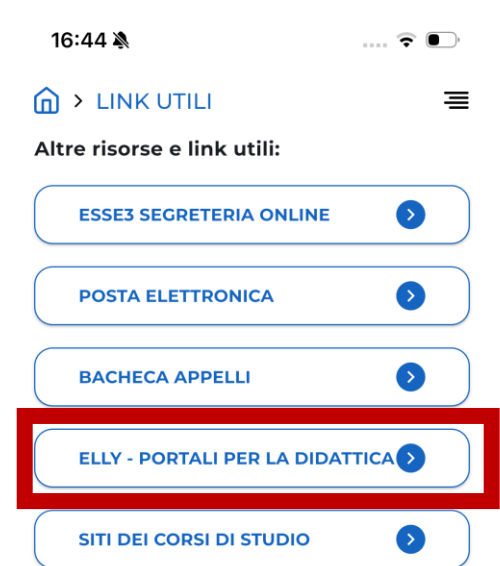 16:44
> LINK UTILI
Altre risorse e link utili:
ESSE3 SEGRETERIA ONLINE
POSTA ELETTRONICA
BACHECA APPELLI
ELLY - PORTALI PER LA DIDATTICA
SITI DEI CORSI DI STUDIO